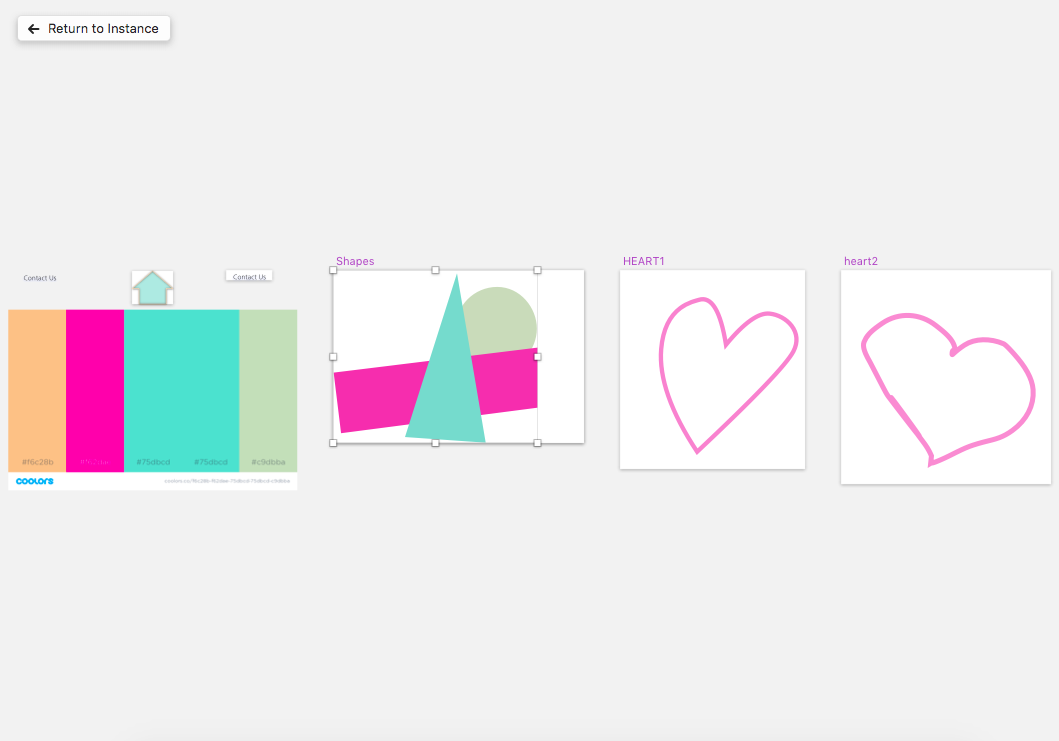 Return to Instance
Shapes
HEART1
heart2
Contact Us
Contact Us
#f6c28b
#75dbcd
#75dbcd
#c9dbba
coolors